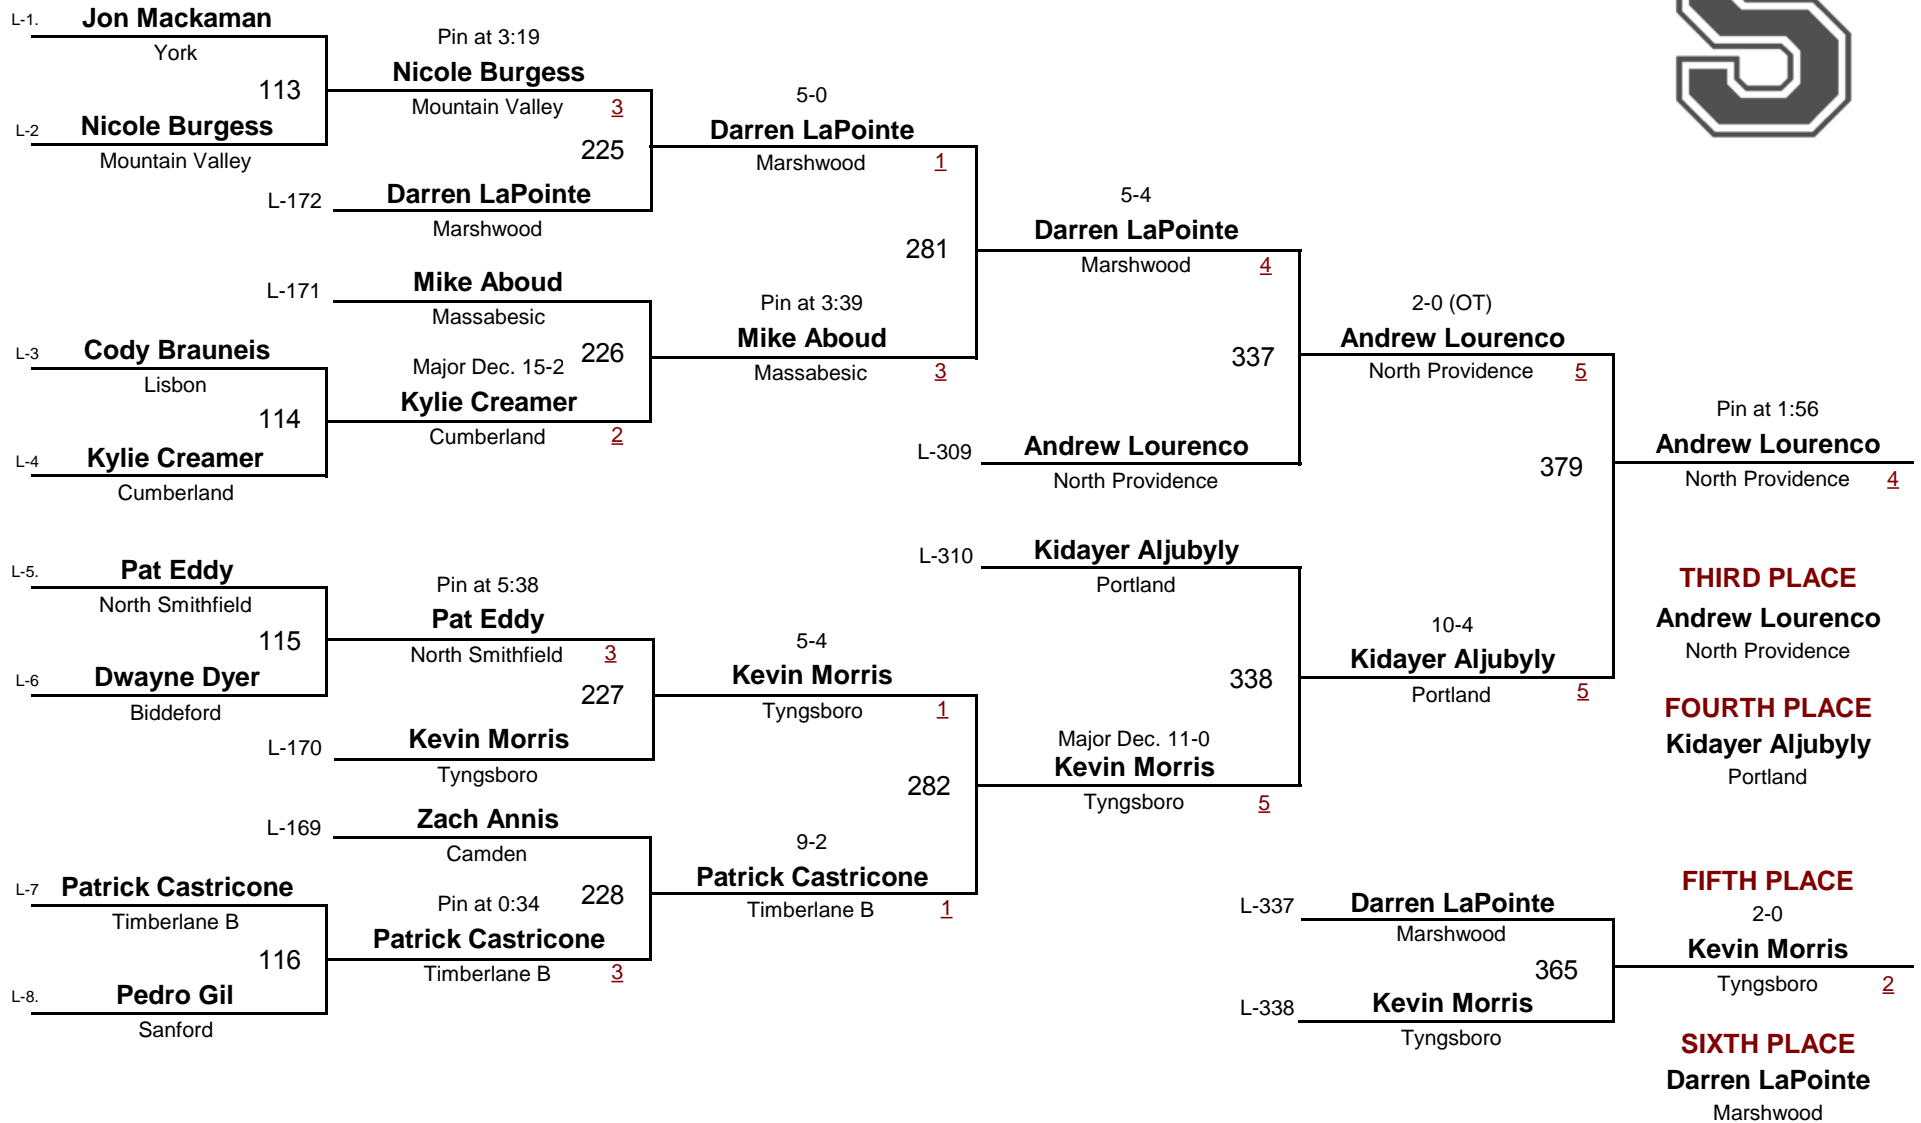 L-1.
Jon Mackaman
York
113
L-2
Nicole Burgess
Mountain Valley
Pin at 3:19
Nicole Burgess
Mountain Valley
3
225
L-172
Darren LaPointe
Marshwood
5-0
Darren LaPointe
Marshwood
1
L-171
Mike Aboud
Massabesic
226
L-3
Cody Brauneis
Lisbon
114
L-4
Kylie Creamer
Cumberland
Major Dec. 15-2
Kylie Creamer
Cumberland
2
Pin at 3:39
Mike Aboud
Massabesic
3
281
5-4
Darren LaPointe
Marshwood
4
337
L-309
Andrew Lourenco
North Providence
2-0 (OT)
Andrew Lourenco
North Providence
5
379
Pin at 1:56
Andrew Lourenco
North Providence
4
L-5.
Pat Eddy
North Smithfield
115
L-6
Dwayne Dyer
Biddeford
Pin at 5:38
Pat Eddy
North Smithfield
3
227
L-170
Kevin Morris
Tyngsboro
5-4
Kevin Morris
Tyngsboro
1
L-169
Zach Annis
Camden
228
L-7
Patrick Castricone
Timberlane B
116
L-8.
Pedro Gil
Sanford
Pin at 0:34
Patrick Castricone
Timberlane B
3
9-2
Patrick Castricone
Timberlane B
1
282
L-310
Kidayer Aljubyly
Portland
338
Major Dec. 11-0
Kevin Morris
Tyngsboro
5
10-4
Kidayer Aljubyly
Portland
5
THIRD PLACE
Andrew Lourenco
North Providence
FOURTH PLACE
Kidayer Aljubyly
Portland
L-337
Darren LaPointe
Marshwood
365
L-338
Kevin Morris
Tyngsboro
FIFTH PLACE
2-0
Kevin Morris
Tyngsboro
2
SIXTH PLACE
Darren LaPointe
Marshwood
S